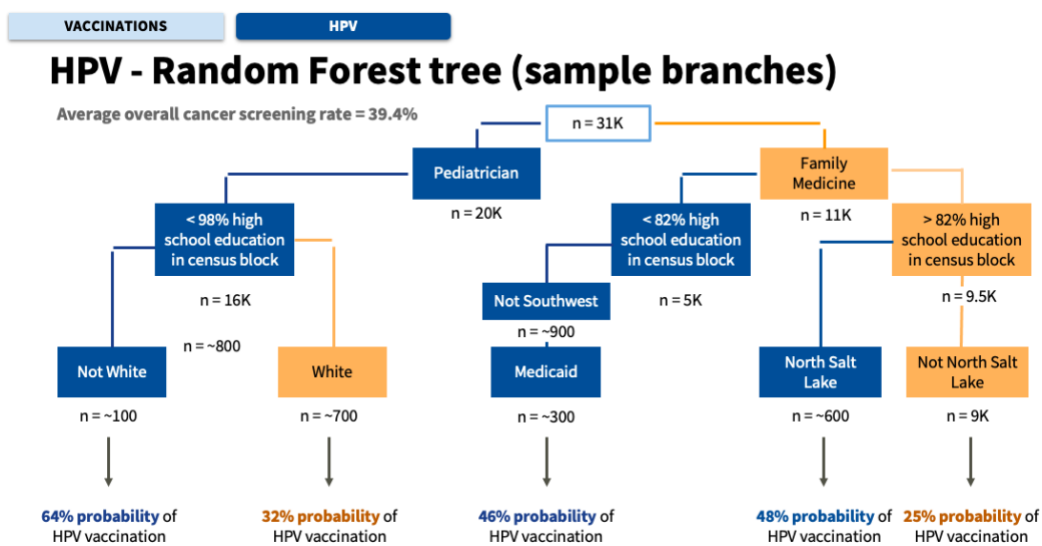 VACCINATIONS
HPV
HPV - Random Forest tree (sample branches)
Average overall cancer screening rate = 39.4%
n = 31K
Pediatrician
n = 20K
Family
Medicine
n = 11K
< 98% high
school education
in census block
n = 16K
< 82% high
school education
in census block
n = 5K
> 82% high
school education
in census block
n = 9.5K
Not Southwest
n = ~900
n = ~800
Not White
n = ~100
White
n = ~700
Medicaid
n = ~300
North Salt
Lake
n = ~600
Not North Salt
Lake
n = 9K
64% probability of
HPV vaccination
32% probability of
HPV vaccination
46% probability of
HPV vaccination
48% probability of
HPV vaccination
25% probability of
HPV vaccination